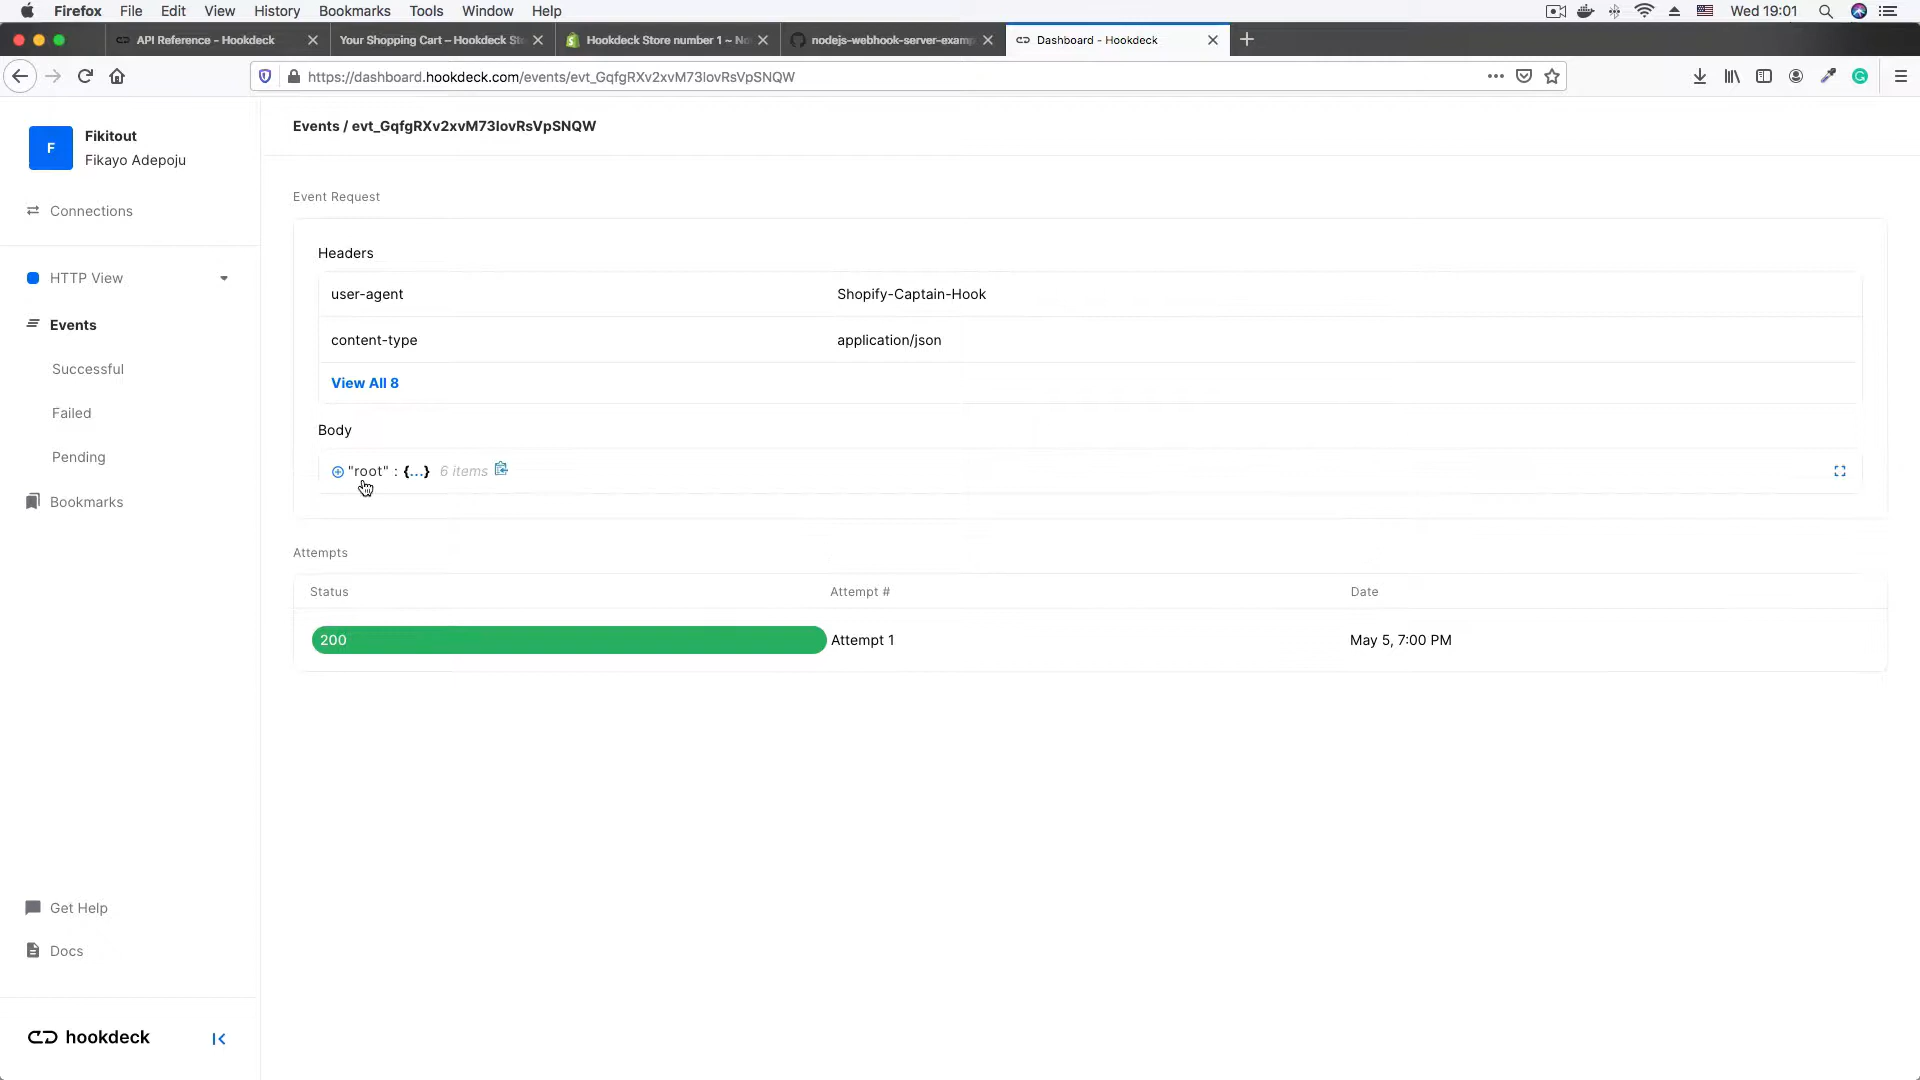 Firefox File Edit View History Bookmarks Tools Window Help Wed 19:01
API Reference - Hookdeck
Your Shopping Cart – Hookdeck St
Hookdeck Store number 1 ~ N
nodejs-webhook-server-examp
Dashboard - Hookdeck
https://dashboard.hookdeck.com/events/evt_GqfgRXv2xvM73lovRsVpSNQW
F
Fikitout
Fikayo Adepoju
Connections
HTTP View
Events
Successful
Failed
Pending
Bookmarks
Get Help
Docs
hookdeck
Events / evt_GqfgRXv2xvM73lovRsVpSNQW
Event Request
Headers
user-agent Shopify-Captain-Hook
content-type application/json
View All 8
Body
"root" : {...} 6 items
Attempts
Status Attempt # Date
200 Attempt 1 May 5, 7:00 PM